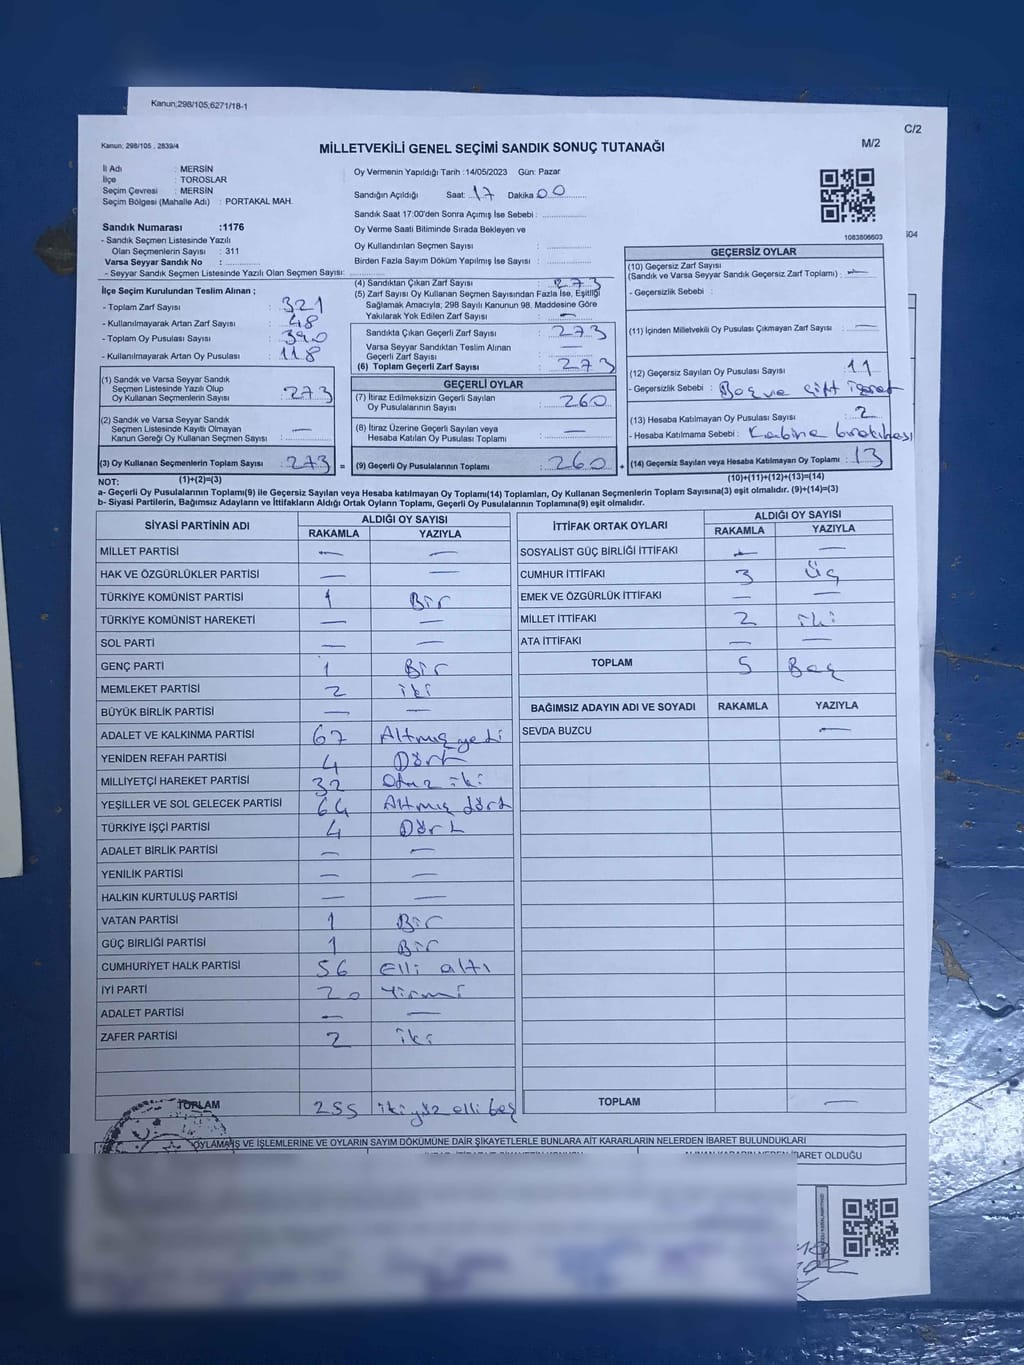 Kanun;298/105,6271/18-1
C/2
Kanun: 298/105 , 2839/4
M/2
MİLLETVEKİLİ GENEL SEÇİMİ SANDIK SONUÇ TUTANAĞI
İl Adı : MERSİN
İlçe : TOROSLAR
Seçim Çevresi : MERSİN
Seçim Bölgesi (Mahalle Adı) : PORTAKAL MAH.
Oy Vermenin Yapıldığı Tarih :14/05/2023 Gün: Pazar
Sandığın Açıldığı Saat: 17 Dakika 00
Sandık Saat 17:00'den Sonra Açımış İse Sebebi :
Oy Verme Saati Bitiminde Sırada Bekleyen ve
Oy Kullandırılan Seçmen Sayısı :
Birden Fazla Sayım Döküm Yapılmış İse Sayısı :
1083806603
Sandık Numarası :1176
- Sandık Seçmen Listesinde Yazılı
Olan Seçmenlerin Sayısı : 311
Varsa Seyyar Sandık No :
- Seyyar Sandık Seçmen Listesinde Yazılı Olan Seçmen Sayısı:
İlçe Seçim Kurulundan Teslim Alınan ;
- Toplam Zarf Sayısı : 321
- Kullanılmayarak Artan Zarf Sayısı : 48
- Toplam Oy Pusulası Sayısı : 390
- Kullanılmayarak Artan Oy Pusulası : 118
(1) Sandık ve Varsa Seyyar Sandık
Seçmen Listesinde Yazılı Olup
Oy Kullanan Seçmenlerin Sayısı : 273
(2) Sandık ve Varsa Seyyar Sandık
Seçmen Listesinde Kayıtlı Olmayan
Kanun Gereği Oy Kullanan Seçmen Sayısı : —
(3) Oy Kullanan Seçmenlerin Toplam Sayısı : 273 =
(1)+(2)=(3)
(4) Sandıktan Çıkan Zarf Sayısı : 273
(5) Zarf Sayısı Oy Kullanan Seçmen Sayısından Fazla İse, Eşitliği
Sağlamak Amacıyla; 298 Sayılı Kanunun 98. Maddesine Göre
Yakılarak Yok Edilen Zarf Sayısı : —
Sandıkta Çıkan Geçerli Zarf Sayısı : 273
Varsa Seyyar Sandıktan Teslim Alınan
Geçerli Zarf Sayısı : —
(6) Toplam Geçerli Zarf Sayısı : 273
GEÇERLİ OYLAR
(7) İtiraz Edilmeksizin Geçerli Sayılan
Oy Pusulalarının Sayısı : 260
(8) İtiraz Üzerine Geçerli Sayılan veya
Hesaba Katılan Oy Pusulası Toplamı : —
(9) Geçerli Oy Pusulalarının Toplamı : 260 +
GEÇERSİZ OYLAR
(10) Geçersiz Zarf Sayısı
(Sandık ve Varsa Seyyar Sandık Geçersiz Zarf Toplamı) : —
- Geçersizlik Sebebi :
(11) İçinden Milletvekili Oy Pusulası Çıkmayan Zarf Sayısı : —
(12) Geçersiz Sayılan Oy Pusulası Sayısı : 11
- Geçersizlik Sebebi : Boş ve Çift işaret
(13) Hesaba Katılmayan Oy Pusulası Sayısı : 2
- Hesaba Katılmama Sebebi : Kabine bırakılması
(14) Geçersiz Sayılan veya Hesaba Katılmayan Oy Toplamı : 13
(10)+(11)+(12)+(13)=(14)
NOT:
a- Geçerli Oy Pusulalarının Toplamı(9) ile Geçersiz Sayılan veya Hesaba katılmayan Oy Toplamı(14) Toplamları, Oy Kullanan Seçmenlerin Toplam Sayısına(3) eşit olmalıdır. (9)+(14)=(3)
b- Siyasi Partilerin, Bağımsız Adayların ve İttifakların Aldığı Ortak Oyların Toplamı, Geçerli Oy Pusulalarının Toplamına(9) eşit olmalıdır.
SİYASİ PARTİNİN ADI ALDIĞI OY SAYISI
RAKAMLA YAZIYLA
MİLLET PARTİSİ — —
HAK VE ÖZGÜRLÜKLER PARTİSİ — —
TÜRKİYE KOMÜNİST PARTİSİ 1 Bir
TÜRKİYE KOMÜNİST HAREKETİ — —
SOL PARTİ — —
GENÇ PARTİ 1 Bir
MEMLEKET PARTİSİ 2 iki
BÜYÜK BİRLİK PARTİSİ — —
ADALET VE KALKINMA PARTİSİ 67 Altmış yedi
YENİDEN REFAH PARTİSİ 4 Dört
MİLLİYETÇİ HAREKET PARTİSİ 32 Otuz iki
YEŞİLLER VE SOL GELECEK PARTİSİ 64 Altmış dört
TÜRKİYE İŞÇİ PARTİSİ 4 Dört
ADALET BİRLİK PARTİSİ — —
YENİLİK PARTİSİ — —
HALKIN KURTULUŞ PARTİSİ — —
VATAN PARTİSİ 1 Bir
GÜÇ BİRLİĞİ PARTİSİ 1 Bir
CUMHURİYET HALK PARTİSİ 56 Elli altı
İYİ PARTİ 20 Yirmi
ADALET PARTİSİ — —
ZAFER PARTİSİ 2 iki
TOPLAM 255 ikiyüz elli beş
İTTİFAK ORTAK OYLARI ALDIĞI OY SAYISI
RAKAMLA YAZIYLA
SOSYALİST GÜÇ BİRLİĞİ İTTİFAKI — —
CUMHUR İTTİFAKI 3 Üç
EMEK VE ÖZGÜRLÜK İTTİFAKI — —
MİLLET İTTİFAKI 2 iki
ATA İTTİFAKI — —
TOPLAM 5 Beş
BAĞIMSIZ ADAYIN ADI VE SOYADI RAKAMLA YAZIYLA
SEVDA BUZCU —
TOPLAM —
OYLAMA İŞ VE İŞLEMLERİNE VE OYLARIN SAYIM DÖKÜMÜNE DAİR ŞİKAYETLERLE BUNLARA AİT KARARLARIN NELERDEN İBARET BULUNDUKLARI
İBARET OLDUĞU